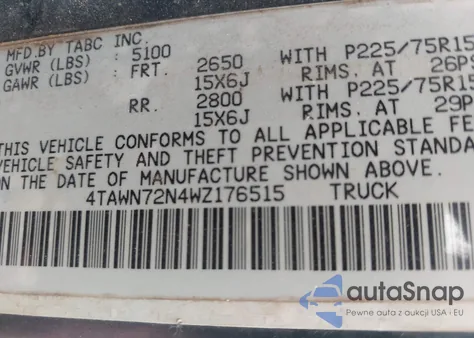 MFD.BY TABC INC.
GVWR (LBS) : 5100
GAWR (LBS) : FRT. 2650 WITH P225/75R15
15X6J RIMS, AT 26PS
RR. 2800 WITH P225/75R15
15X6J RIMS, AT 29P
THIS VEHICLE CONFORMS TO ALL APPLICABLE FE
VEHICLE SAFETY AND THEFT PREVENTION STANDA
ON THE DATE OF MANUFACTURE SHOWN ABOVE.
4TAWN72N4WZ176515 TRUCK
autoSnap
Pewne auta z aukcji USA i EU